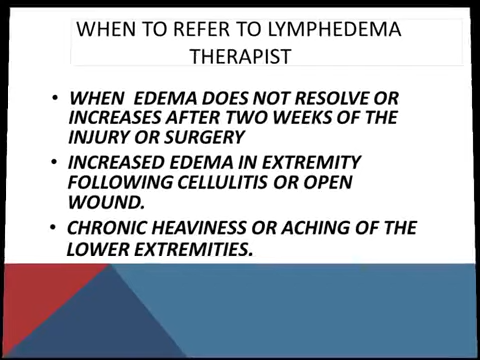 WHEN TO REFER TO LYMPHEDEMA
THERAPIST
• WHEN EDEMA DOES NOT RESOLVE OR
INCREASES AFTER TWO WEEKS OF THE
INJURY OR SURGERY
• INCREASED EDEMA IN EXTREMITY
FOLLOWING CELLULITIS OR OPEN
WOUND.
• CHRONIC HEAVINESS OR ACHING OF THE
LOWER EXTREMITIES.